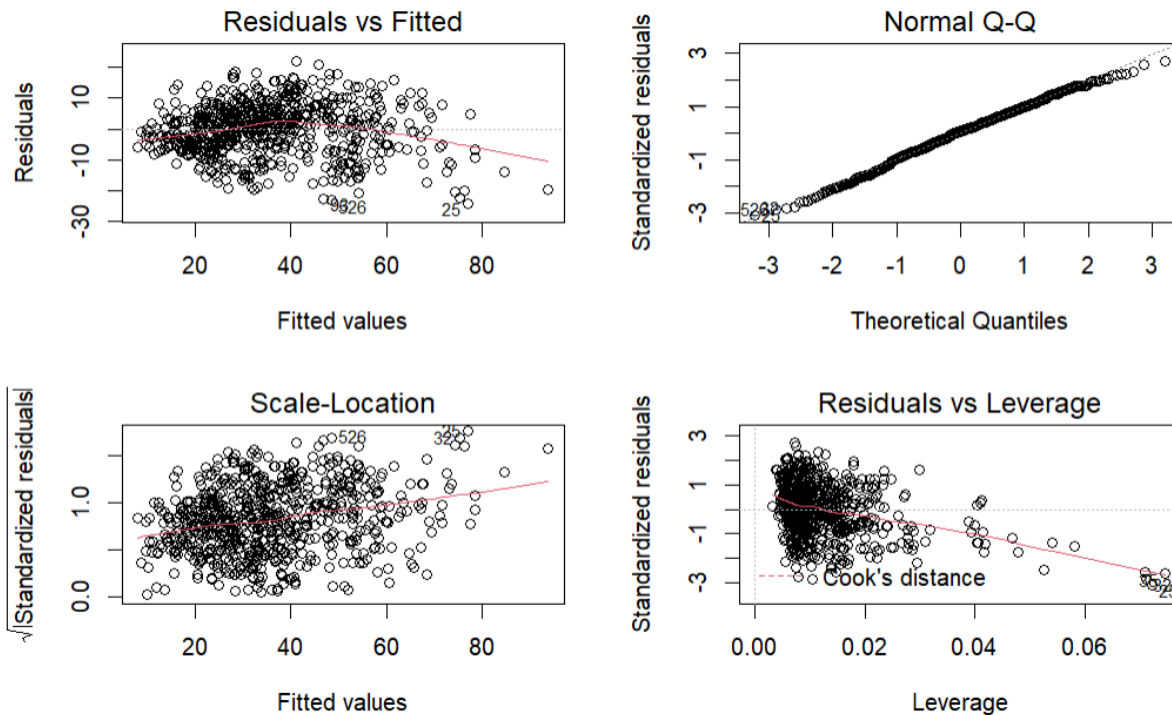 Residuals vs Fitted
Residuals
10
-10
-30
526
25
20 40 60 80
Fitted values
Normal Q-Q
Standardized residuals
3
1
-1
-3
-3 -2 -1 0 1 2 3
Theoretical Quantiles
Scale-Location
√|Standardized residuals|
1.0
0.0
526
25
32
20 40 60 80
Fitted values
Residuals vs Leverage
Standardized residuals
3
1
-1
-3
Cook's distance
0.00 0.02 0.04 0.06
Leverage